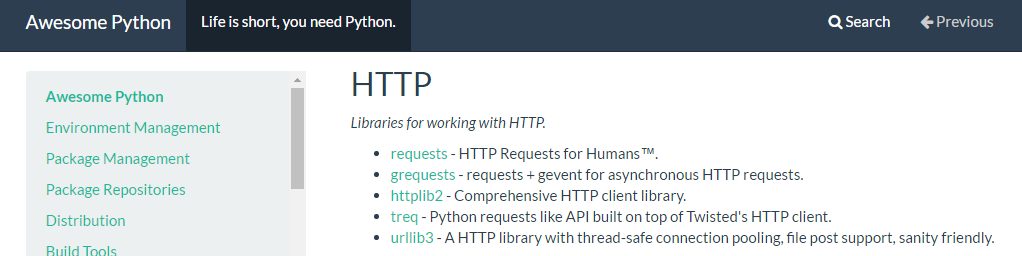 Awesome Python
Life is short, you need Python.
Search
Previous
Awesome Python
Environment Management
Package Management
Package Repositories
Distribution
Build Tools
HTTP
Libraries for working with HTTP.
requests - HTTP Requests for Humans™.
grequests - requests + gevent for asynchronous HTTP requests.
httplib2 - Comprehensive HTTP client library.
treq - Python requests like API built on top of Twisted's HTTP client.
urllib3 - A HTTP library with thread-safe connection pooling, file post support, sanity friendly.